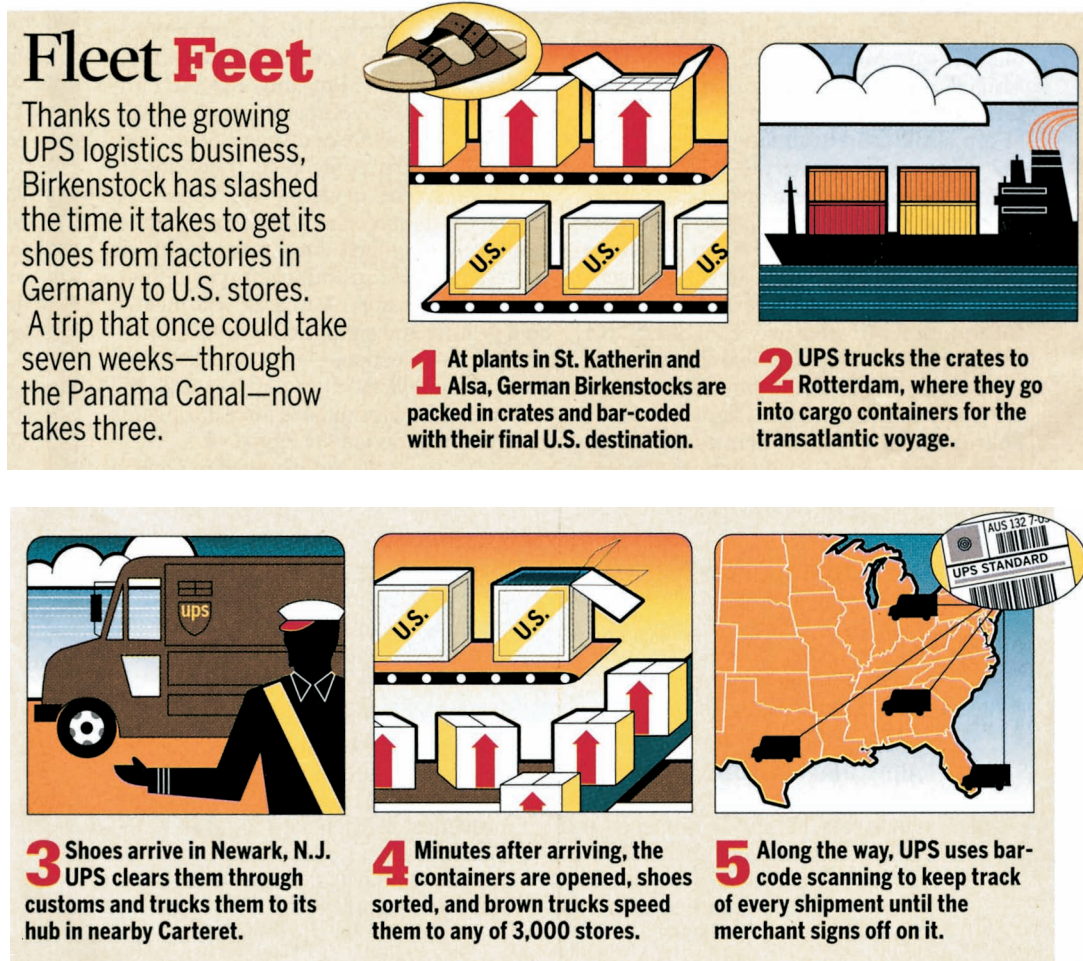 Fleet Feet
Thanks to the growing
UPS logistics business,
Birkenstock has slashed
the time it takes to get its
shoes from factories in
Germany to U.S. stores.
A trip that once could take
seven weeks—through
the Panama Canal—now
takes three.
U.S.
U.S.
U.S
1 At plants in St. Katherin and
Alsa, German Birkenstocks are
packed in crates and bar-coded
with their final U.S. destination.
2 UPS trucks the crates to
Rotterdam, where they go
into cargo containers for the
transatlantic voyage.
ups
3 Shoes arrive in Newark, N.J.
UPS clears them through
customs and trucks them to its
hub in nearby Carteret.
U.S.
U.S.
4 Minutes after arriving, the
containers are opened, shoes
sorted, and brown trucks speed
them to any of 3,000 stores.
AUS 132 7-05
UPS STANDARD
5 Along the way, UPS uses bar-
code scanning to keep track
of every shipment until the
merchant signs off on it.